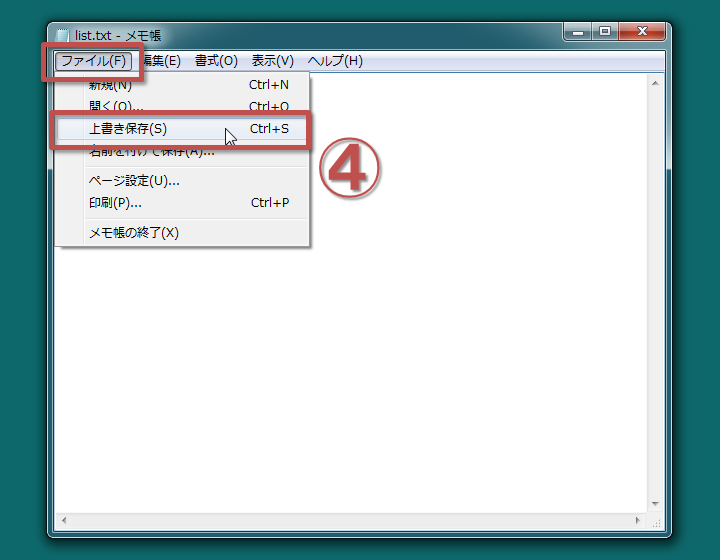 list.txt - メモ帳
ファイル(F) 編集(E) 書式(O) 表示(V) ヘルプ(H)
新規(N) Ctrl+N
開く(O)... Ctrl+O
上書き保存(S) Ctrl+S
名前を付けて保存(A)...
④
ページ設定(U)...
印刷(P)... Ctrl+P
メモ帳の終了(X)